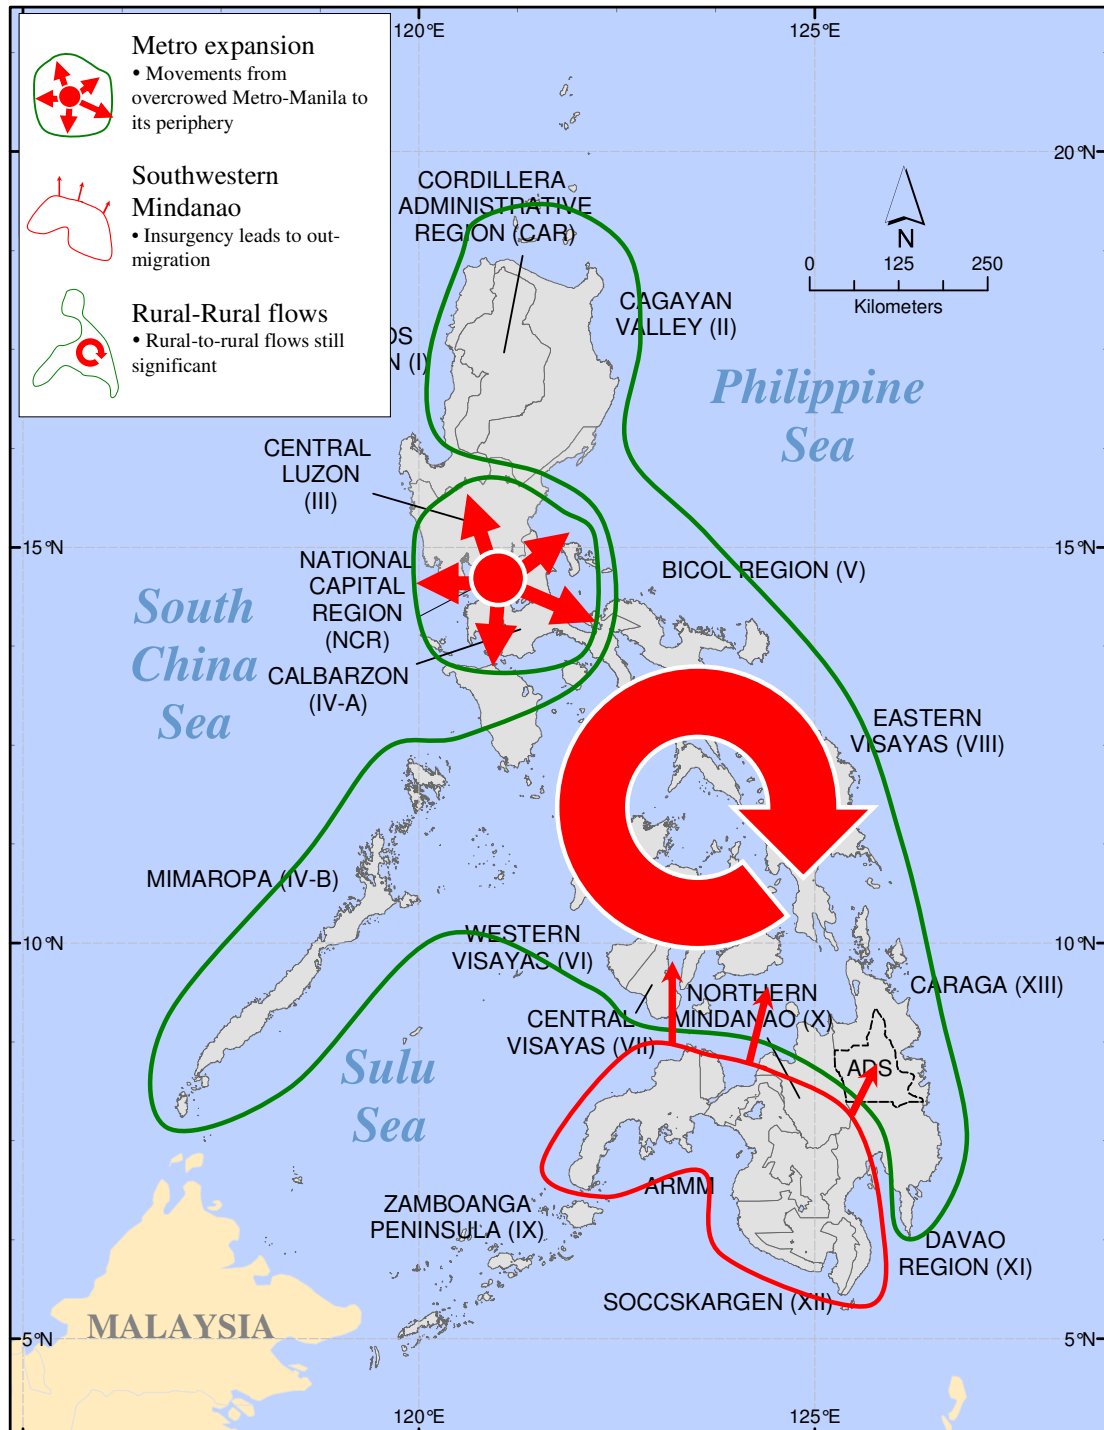 Metro expansion
• Movements from
overcrowed Metro-Manila to
its periphery
Southwestern
Mindanao
• Insurgency leads to out-
migration
Rural-Rural flows
• Rural-to-rural flows still
significant
120°E
125°E
20°N
CORDILLERA
ADMINISTRATIVE
REGION (CAR)
N
0 125 250
Kilometers
CAGAYAN
VALLEY (II)
OS
N (I)
Philippine
Sea
CENTRAL
LUZON
(III)
15°N
15°N
NATIONAL
CAPITAL
REGION
(NCR)
BICOL REGION (V)
South
China
Sea
CALBARZON
(IV-A)
EASTERN
VISAYAS (VIII)
MIMAROPA (IV-B)
10°N
10°N
WESTERN
VISAYAS (VI)
CARAGA (XIII)
NORTHERN
MINDANAO (X)
CENTRAL
VISAYAS (VII)
ADS
Sulu
Sea
ARMM
ZAMBOANGA
PENINSULA (IX)
DAVAO
REGION (XI)
SOCCSKARGEN (XII)
MALAYSIA
5°N
5°N
120°E
125°E